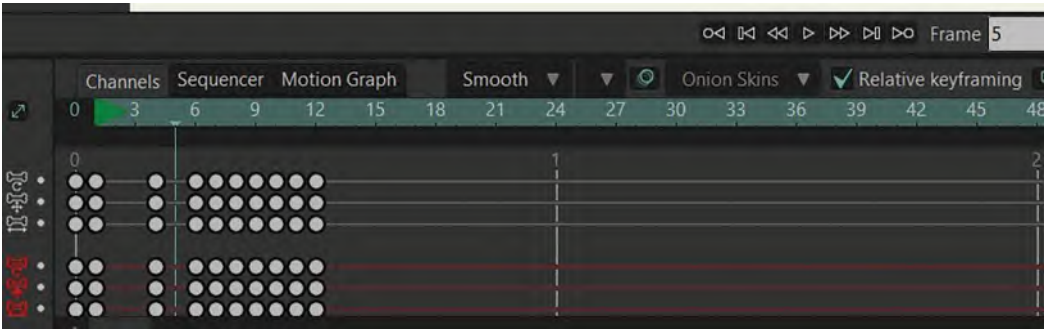 Frame 5
Channels Sequencer Motion Graph Smooth Onion Skins Relative keyframing
0 3 6 9 12 15 18 21 24 27 30 33 36 39 42 45 48
0 1 2